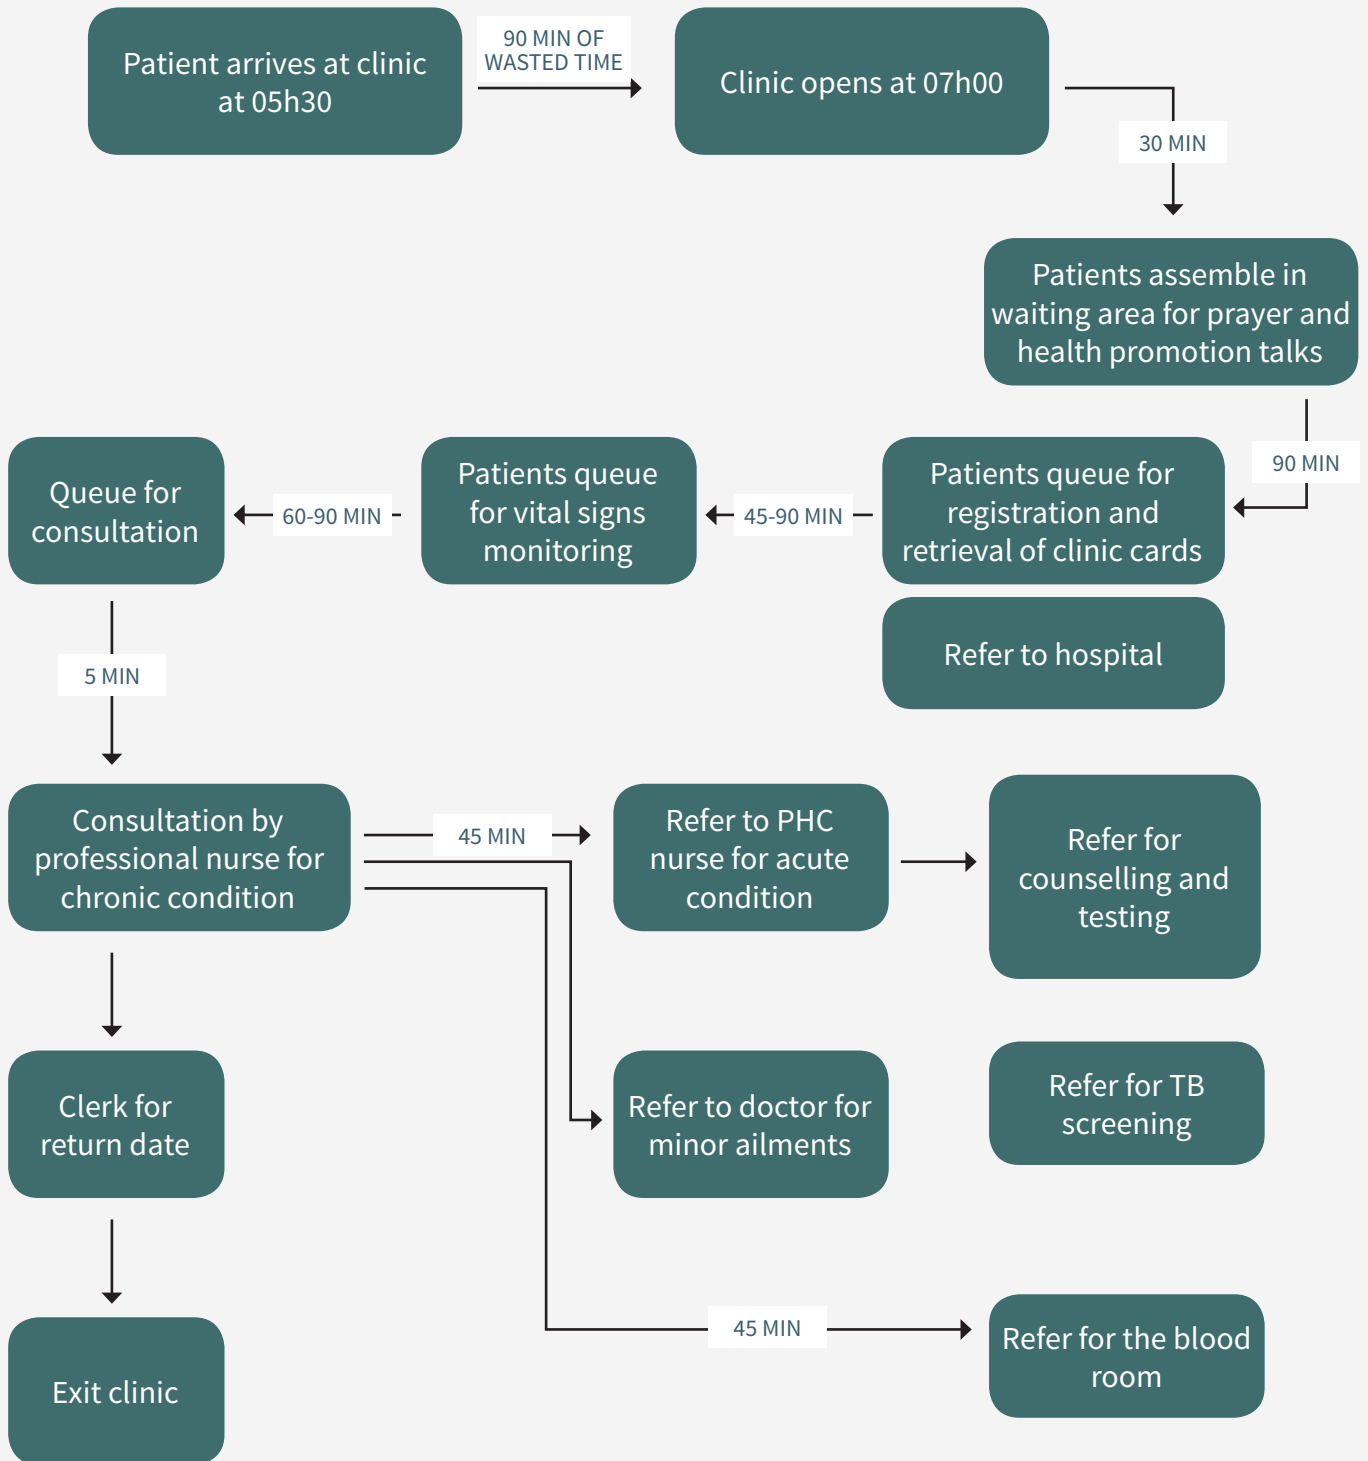 Patient arrives at clinic
at 05h30
90 MIN OF
WASTED TIME
Clinic opens at 07h00
30 MIN
Patients assemble in
waiting area for prayer and
health promotion talks
90 MIN
Patients queue for
registration and
retrieval of clinic cards
45-90 MIN
Patients queue
for vital signs
monitoring
60-90 MIN
Queue for
consultation
Refer to hospital
5 MIN
Consultation by
professional nurse for
chronic condition
45 MIN
Refer to PHC
nurse for acute
condition
Refer for
counselling and
testing
Clerk for
return date
Refer to doctor for
minor ailments
Refer for TB
screening
Exit clinic
45 MIN
Refer for the blood
room